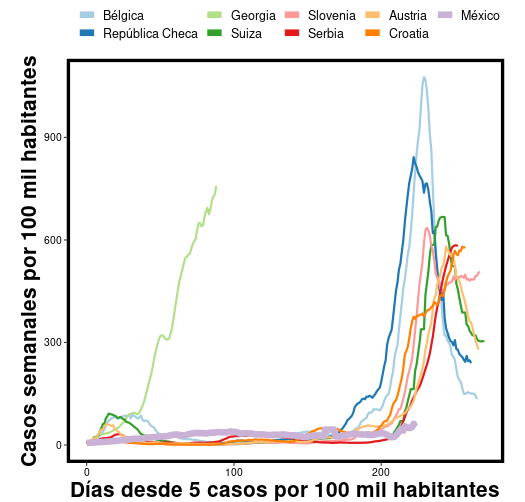 Bélgica Georgia Slovenia Austria México
República Checa Suiza Serbia Croatia
Casos semanales por 100 mil habitantes
900
600
300
0
0 100 200
Días desde 5 casos por 100 mil habitantes